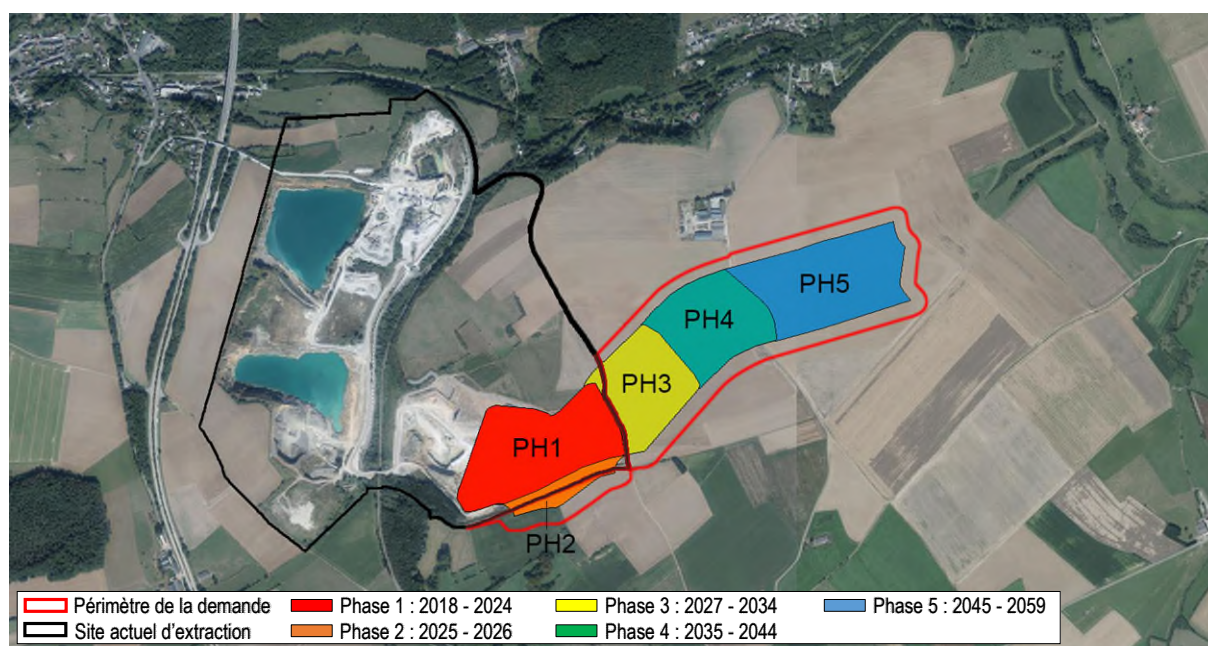 PH5
PH4
PH3
PH1
PH2
Périmètre de la demande
Phase 1 : 2018 - 2024
Phase 3 : 2027 - 2034
Phase 5 : 2045 - 2059
Site actuel d'extraction
Phase 2 : 2025 - 2026
Phase 4 : 2035 - 2044